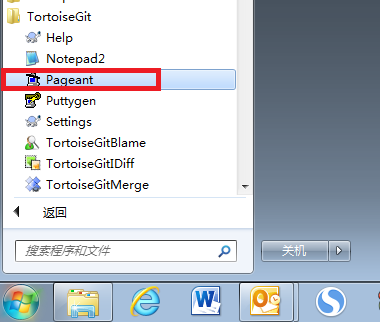 TortoiseGit
Help
Notepad2
Pageant
Puttygen
Settings
TortoiseGitBlame
TortoiseGitIDiff
TortoiseGitMerge
返回
搜索程序和文件
关机